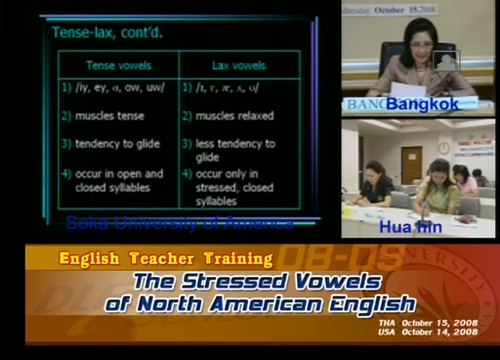 Tense-lax, cont'd.
Tense vowels
Lax vowels
1) /iy, ey, ɑ, ow, uw/
1) /ɪ, ɛ, æ, ʌ, ʊ/
2) muscles tense
2) muscles relaxed
3) tendency to glide
3) less tendency to
glide
4) occur in open and
closed syllables
4) occur only in
stressed, closed
syllables
Soka University of America
Wednesday October 15, 2008
Bangkok
Hua hin
English Teacher Training
08-05
The Stressed Vowels
of North American English
THA October 15, 2008
USA October 14, 2008